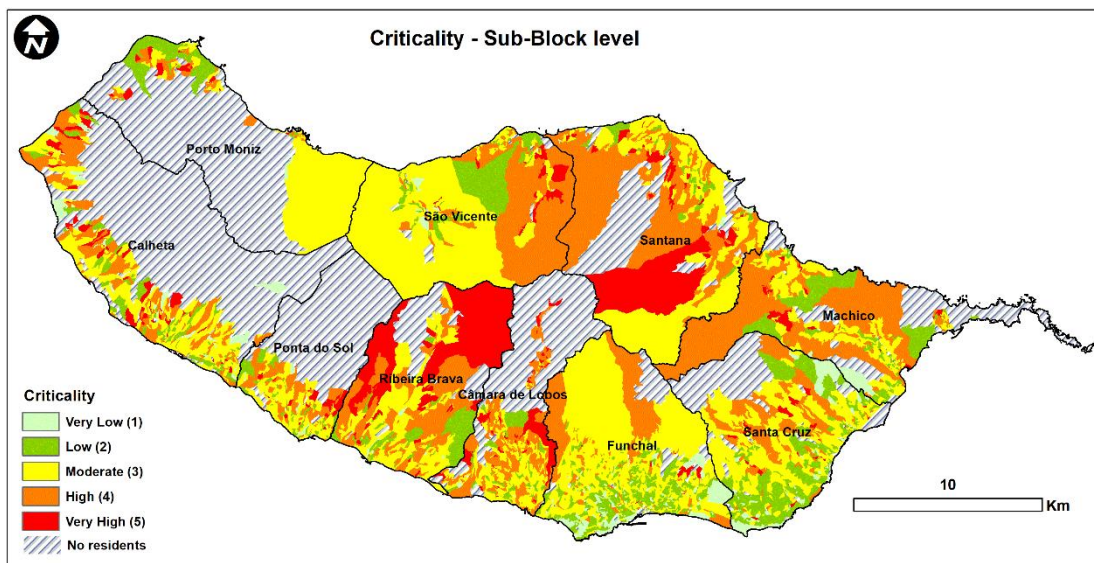 N
Criticality - Sub-Block level
Porto Moniz
São Vicente
Santana
Calheta
Machico
Ponta do Sol
Ribeira Brava
Câmara de Lobos
Funchal
Santa Cruz
Criticality
Very Low (1)
Low (2)
Moderate (3)
High (4)
Very High (5)
No residents
10
Km